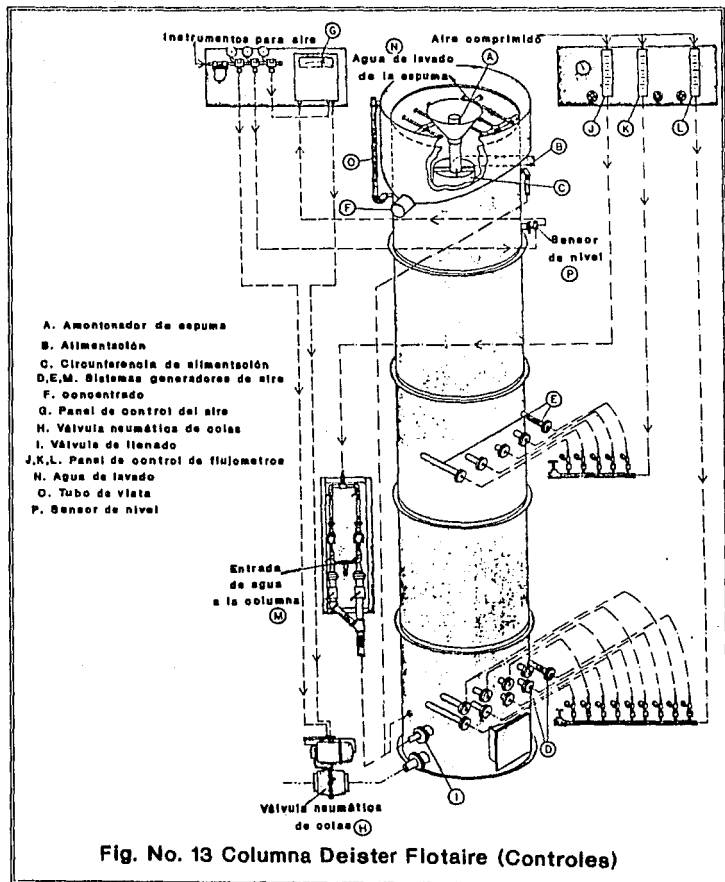 G
Instrumentos para aire
N
Aire comprimido
Agua de lavado
de la espuma
A
J
K
L
O
B
C
F
Sensor
de nivel
P
A. Amontonador de espuma
B. Alimentación
C. Circunferencia de alimentación
D,E,M. Sistemas generadores de aire
F. concentrado
G. Panel de control del aire
H. Válvula neumática de colas
I. Válvula de llenado
J,K,L. Panel de control de flujometros
N. Agua de lavado
O. Tubo de vista
P. Sensor de nivel
E
Entrada
de agua
a la columna
M
D
I
Válvula neumática
de colas H
Fig. No. 13 Columna Deister Flotaire (Controles)